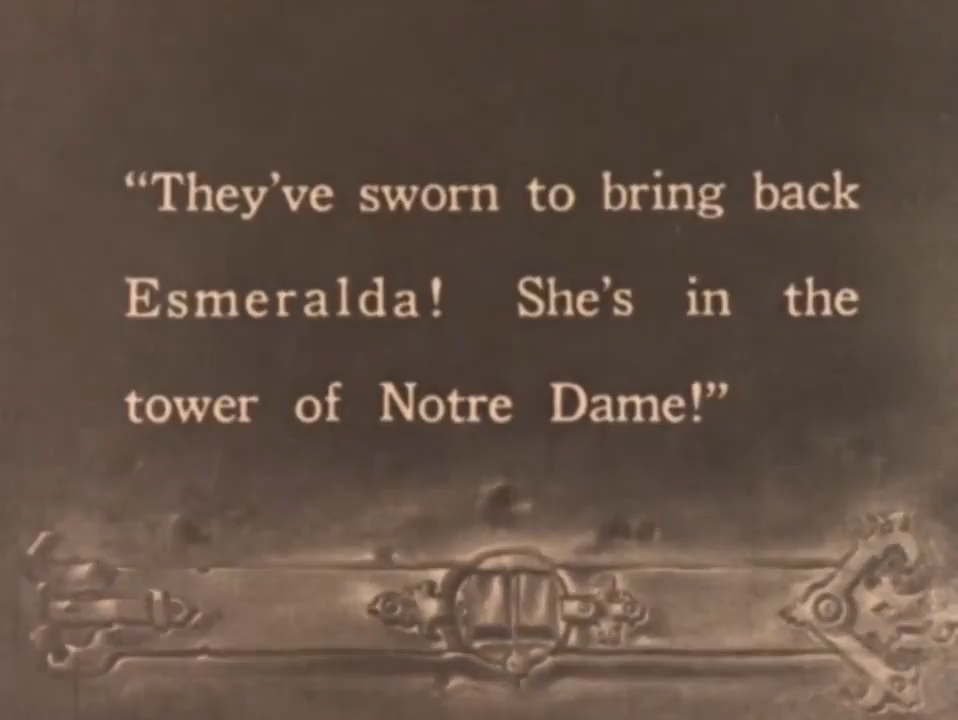 “They’ve sworn to bring back
Esmeralda! She’s in the
tower of Notre Dame!”